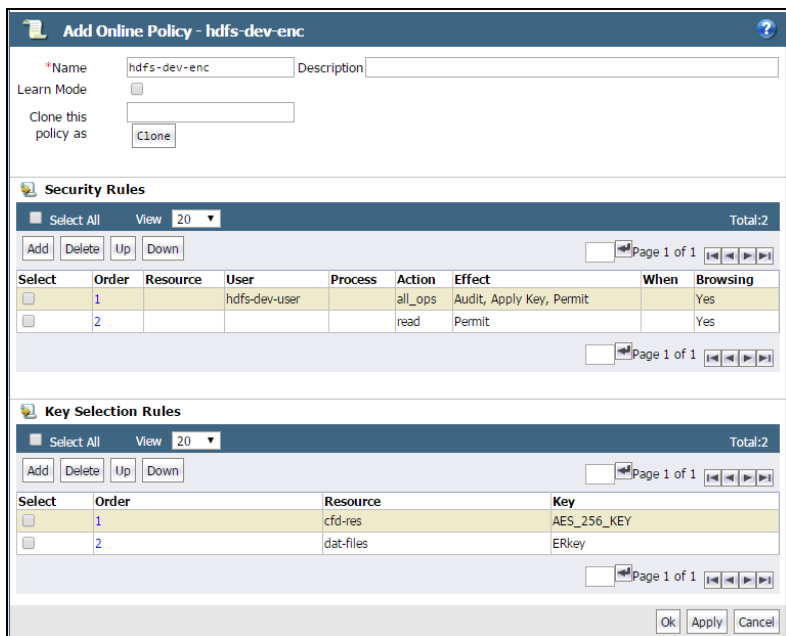 Add Online Policy - hdfs-dev-enc ?
*Name hdfs-dev-enc Description
Learn Mode
Clone this policy as
Clone
Security Rules
Select All View 20 Total:2
Add Delete Up Down Page 1 of 1
Select Order Resource User Process Action Effect When Browsing
1 hdfs-dev-user all_ops Audit, Apply Key, Permit Yes
2 read Permit Yes
Page 1 of 1
Key Selection Rules
Select All View 20 Total:2
Add Delete Up Down Page 1 of 1
Select Order Resource Key
1 cfd-res AES_256_KEY
2 dat-files ERkey
Page 1 of 1
Ok Apply Cancel